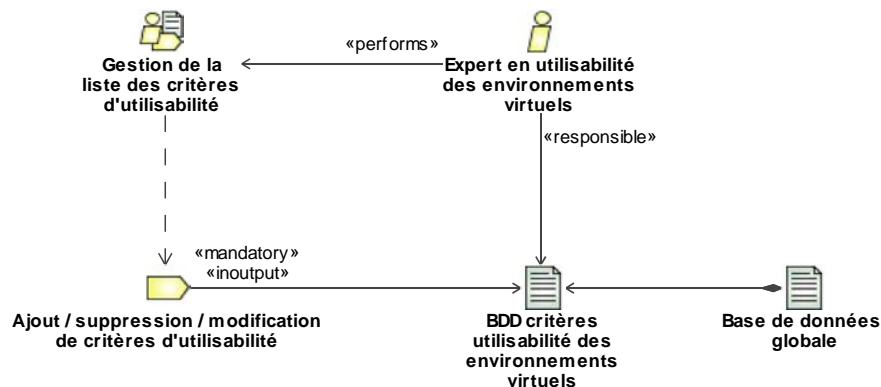 «performs»
Gestion de la
liste des critères
d'utilisabilité
Expert en utilisabilité
des environnements
virtuels
«responsible»
«mandatory»
«inoutput»
Ajout / suppression / modification
de critères d'utilisabilité
BDD critères
utilisabilité des
environnements
virtuels
Base de données
globale